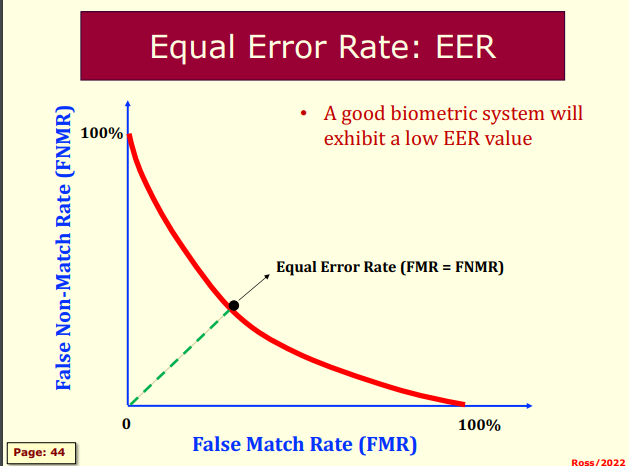 Equal Error Rate: EER
• A good biometric system will
exhibit a low EER value
False Non-Match Rate (FNMR)
100%
Equal Error Rate (FMR = FNMR)
0
100%
False Match Rate (FMR)
Page: 44
Ross/2022